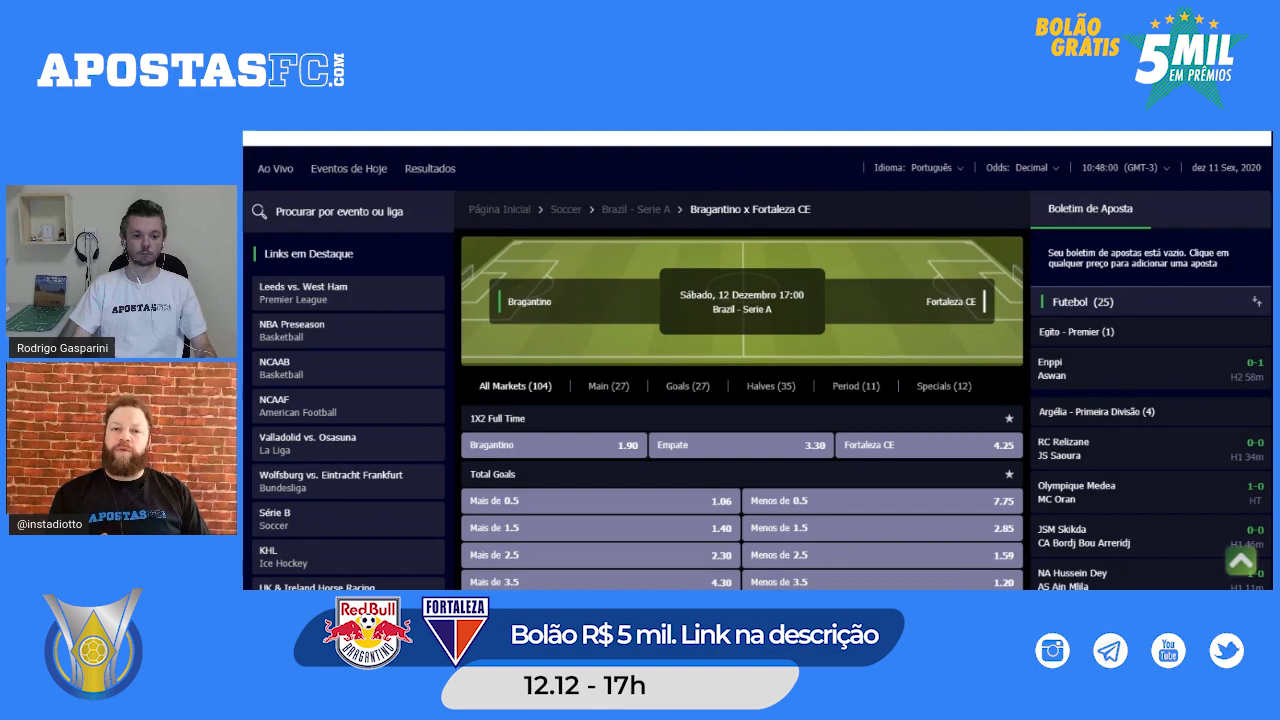 APOSTASFC.COM
BOLÃO
GRÁTIS
5 MIL
EM PRÊMIOS
Ao Vivo Eventos de Hoje Resultados
Idioma: Português Odds: Decimal 10:48:00 (GMT-3) dez 11 Sex, 2020
Procurar por evento ou liga
Página Inicial > Soccer > Brazil - Serie A > Bragantino x Fortaleza CE
Boletim de Aposta
Links em Destaque
Leeds vs. West Ham
Premier League
NBA Preseason
Basketball
NCAAB
Basketball
NCAAF
American Football
Valladolid vs. Osasuna
La Liga
Wolfsburg vs. Eintracht Frankfurt
Bundesliga
Série B
Soccer
KHL
Ice Hockey
UK & Ireland Horse Racing
Bragantino
Sábado, 12 Dezembro 17:00
Brazil - Serie A
Fortaleza CE
All Markets (104) Main (27) Goals (27) Halves (35) Period (11) Specials (12)
1X2 Full Time
Bragantino 1.90 Empate 3.30 Fortaleza CE 4.25
Total Goals
Mais de 0.5 1.06 Menos de 0.5 7.75
Mais de 1.5 1.40 Menos de 1.5 2.85
Mais de 2.5 2.30 Menos de 2.5 1.59
Mais de 3.5 4.30 Menos de 3.5 1.20
Seu boletim de apostas está vazio. Clique em
qualquer preço para adicionar uma aposta
Futebol (25)
Egito - Premier (1)
Enppi 0-1
Aswan H2 58m
Argélia - Primeira Divisão (4)
RC Relizane 0-0
JS Saoura H1 34m
Olympique Medea 1-0
MC Oran HT
JSM Skikda 0-0
CA Bordj Bou Arreridj H1 46m
NA Hussein Dey
AS Ain Mlila H1 11m
APOSTASFC
Rodrigo Gasparini
APOSTASFC
@instadiotto
Red Bull
BRAGANTINO
FORTALEZA
Bolão R$ 5 mil. Link na descrição
12.12 - 17h
You
Tube